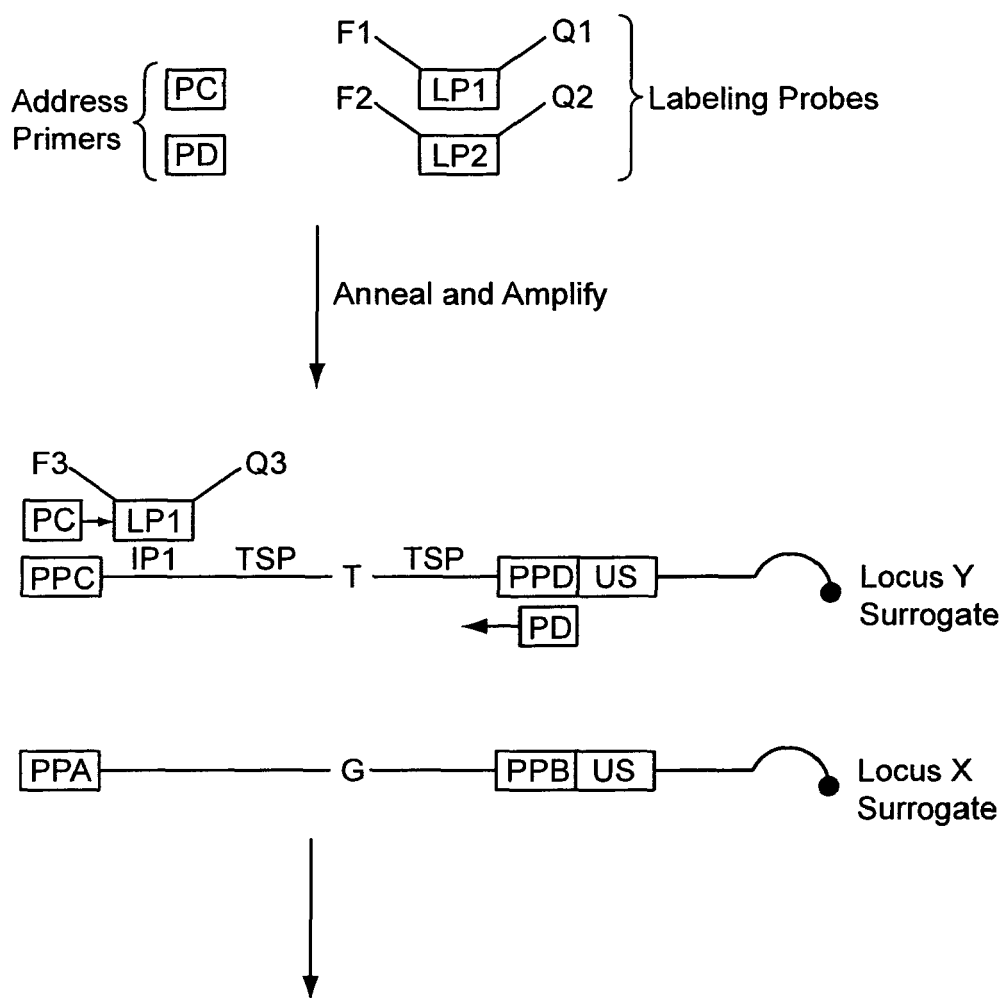 Address
Primers
PC
PD
F1
Q1
LP1
F2
Q2
LP2
Labeling Probes
Anneal and Amplify
F3
Q3
PC
LP1
PPC
IP1
TSP
T
TSP
PPD
US
PD
Locus Y
Surrogate
PPA
G
PPB
US
Locus X
Surrogate